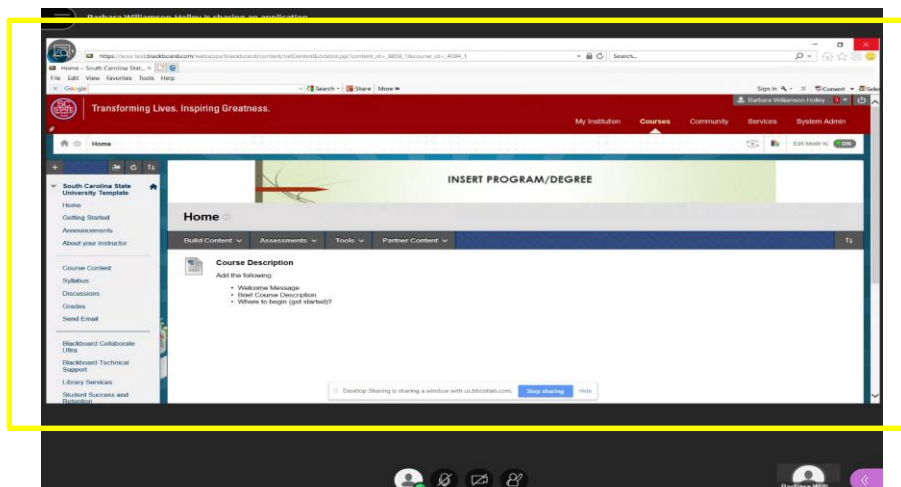 Barbara Williamson-Holley is sharing an application
Search...
Home - South Carolina Stat...
File Edit View Favorites Tools Help
Google
Search
Share
More »
Sign In
Convert
Transforming Lives. Inspiring Greatness.
Barbara Williamson-Holley
My Institution
Courses
Community
Services
System Admin
Home
Edit Mode is:
ON
South Carolina State
University Template
Home
Getting Started
Announcements
About your Instructor
Course Content
Syllabus
Discussions
Grades
Send Email
Blackboard Collaborate
Ultra
Blackboard Technical
Support
Library Services
Student Success and
Retention
INSERT PROGRAM/DEGREE
Home
Build Content
Assessments
Tools
Partner Content
Course Description
Add the following:
• Welcome Message
• Brief Course Description
• Where to begin (get started)?
Desktop Sharing is sharing a window with us.bbcollab.com.
Stop sharing
Hide